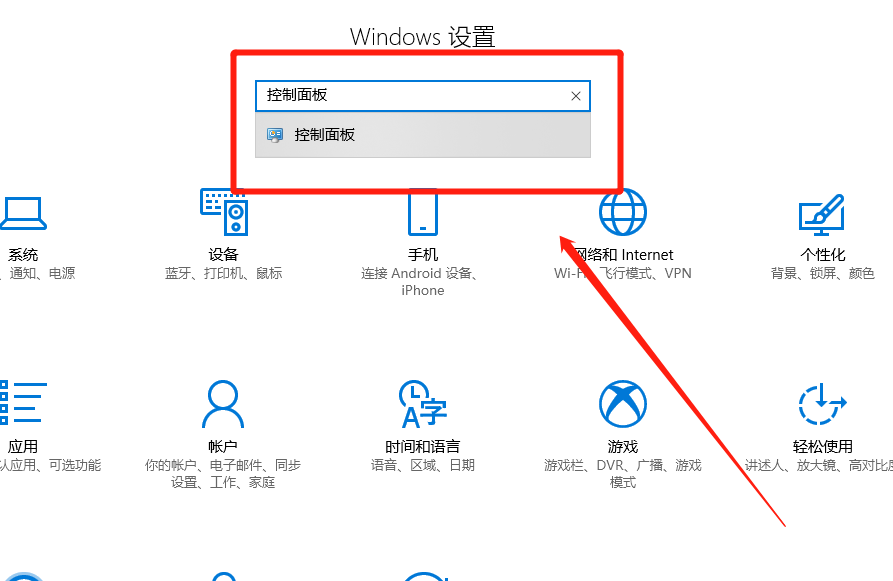 Windows 设置
控制面板
控制面板
系统
、通知、电源
设备
蓝牙、打印机、鼠标
手机
连接 Android 设备、
iPhone
网络和 Internet
Wi-Fi、飞行模式、VPN
个性化
背景、锁屏、颜色
应用
认应用、可选功能
帐户
你的帐户、电子邮件、同步
设置、工作、家庭
时间和语言
语音、区域、日期
游戏
游戏栏、DVR、广播、游戏
模式
轻松使用
讲述人、放大镜、高对比度